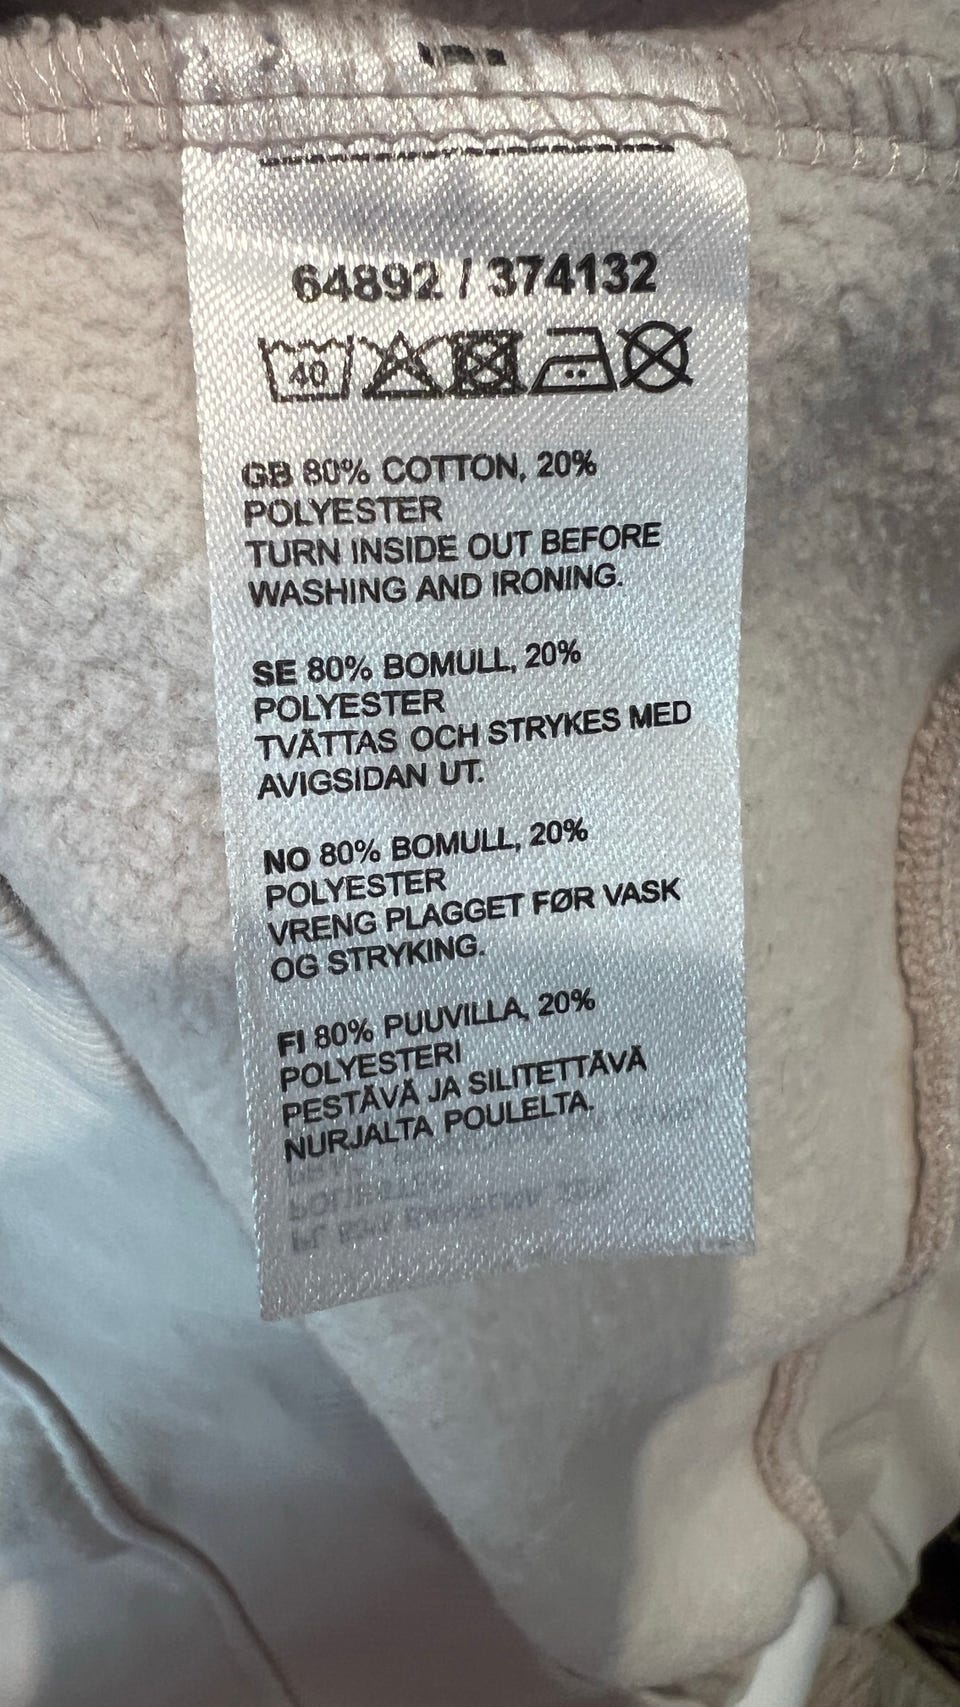 64892 / 374132
40
GB 80% COTTON, 20%
POLYESTER
TURN INSIDE OUT BEFORE
WASHING AND IRONING.
SE 80% BOMULL, 20%
POLYESTER
TVÄTTAS OCH STRYKES MED
AVIGSIDAN UT.
NO 80% BOMULL, 20%
POLYESTER
VRENG PLAGGET FØR VASK
OG STRYKING.
FI 80% PUUVILLA, 20%
POLYESTERI
PESTÄVÄ JA SILITETTÄVÄ
NURJALTA POULELTA.